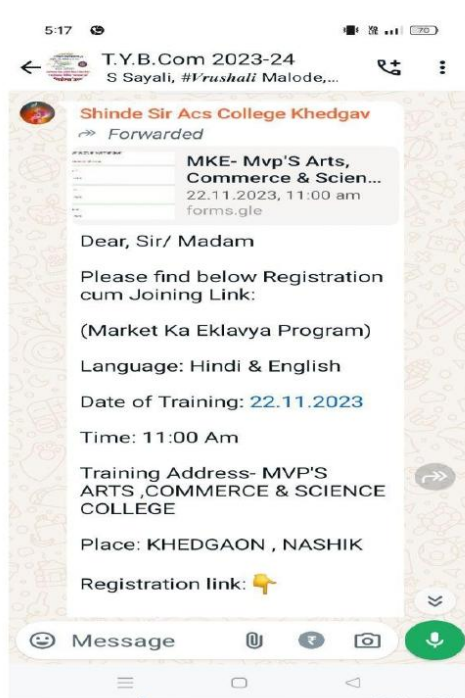 5:17
70
T.Y.B.Com 2023-24
S Sayali, #Vrushali Malode,...
Shinde Sir Acs College Khedgav
Forwarded
MKE- Mvp'S Arts,
Commerce & Scien...
22.11.2023, 11:00 am
forms.gle
Dear, Sir/ Madam
Please find below Registration
cum Joining Link:
(Market Ka Eklavya Program)
Language: Hindi & English
Date of Training: 22.11.2023
Time: 11:00 Am
Training Address- MVP'S
ARTS ,COMMERCE & SCIENCE
COLLEGE
Place: KHEDGAON , NASHIK
Registration link: 👇
Message
₹